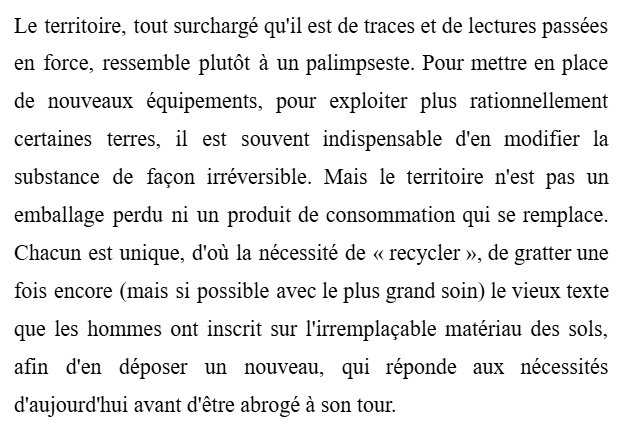 Le territoire, tout surchargé qu'il est de traces et de lectures passées
en force, ressemble plutôt à un palimpseste. Pour mettre en place
de nouveaux équipements, pour exploiter plus rationnellement
certaines terres, il est souvent indispensable d'en modifier la
substance de façon irréversible. Mais le territoire n'est pas un
emballage perdu ni un produit de consommation qui se remplace.
Chacun est unique, d'où la nécessité de « recycler », de gratter une
fois encore (mais si possible avec le plus grand soin) le vieux texte
que les hommes ont inscrit sur l'irremplaçable matériau des sols,
afin d'en déposer un nouveau, qui réponde aux nécessités
d'aujourd'hui avant d'être abrogé à son tour.